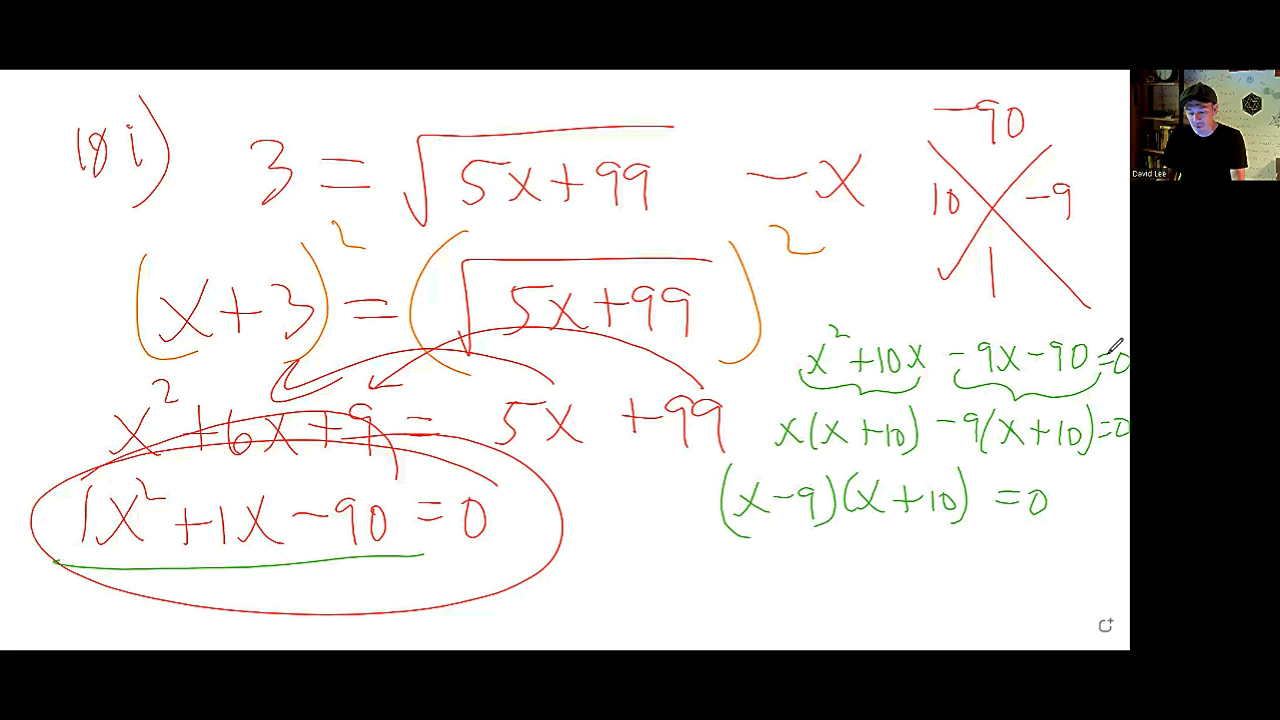 18 i) 3 = √(5x+99) -x
(x+3)² = (√(5x+99))²
x² +6x+9 = 5x +99
1x² +1x -90 = 0
-90
10 -9
1
x² +10x -9x -90 =0
x(x+10) -9(x+10)=0
(x-9)(x+10) =0
David Lee